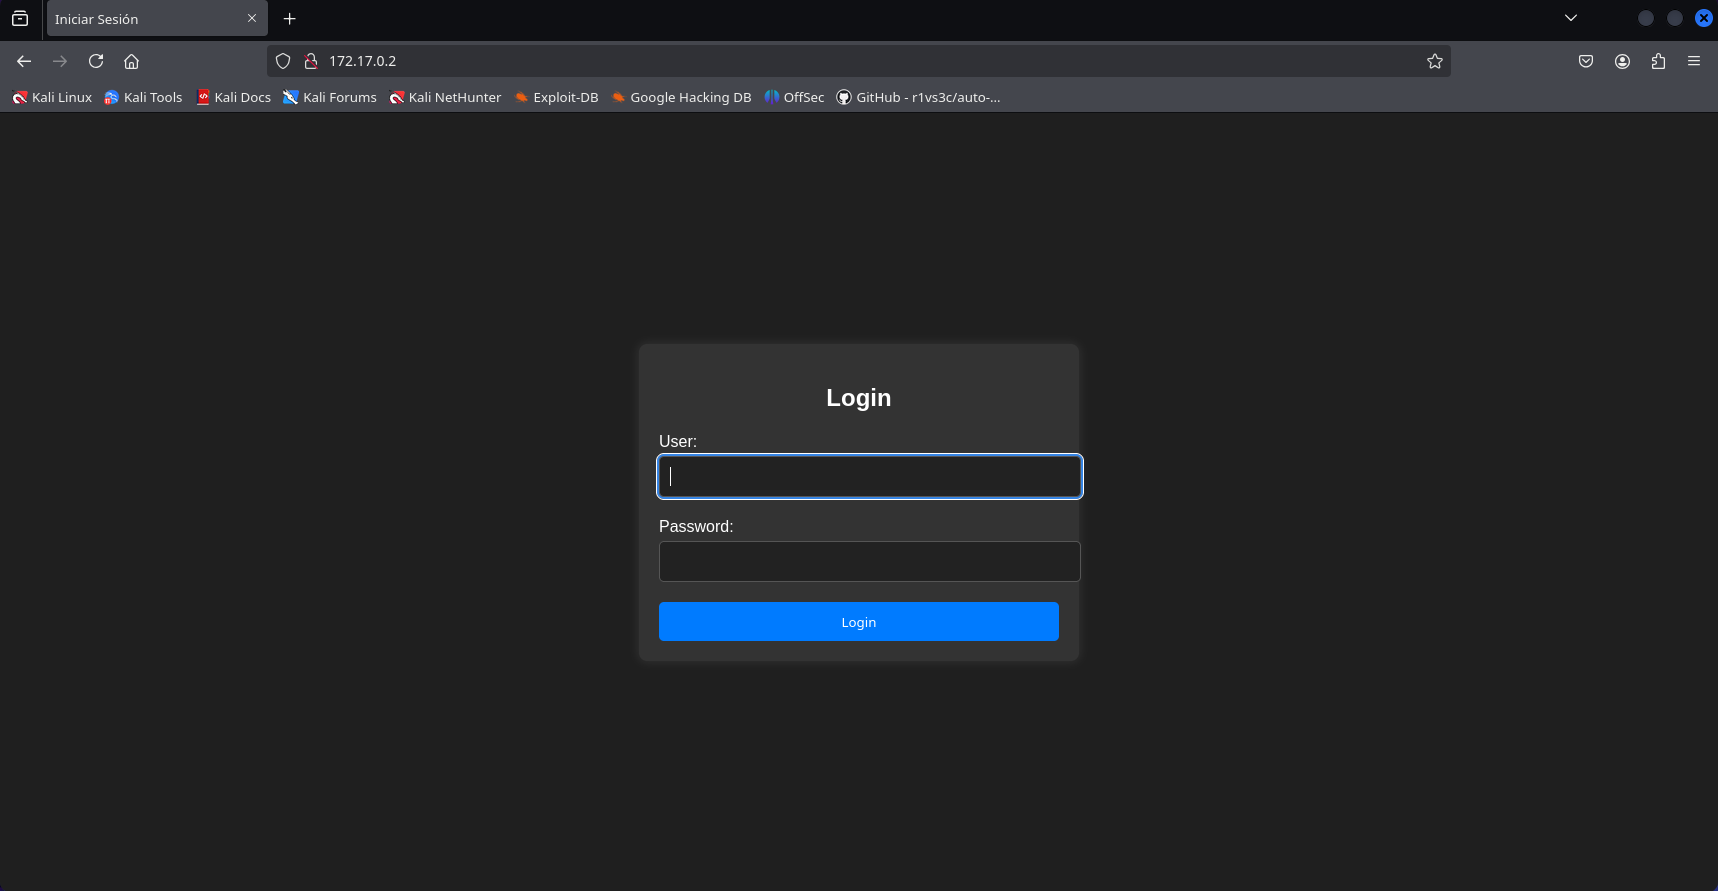 Iniciar Sesión
172.17.0.2
Kali Linux Kali Tools Kali Docs Kali Forums Kali NetHunter Exploit-DB Google Hacking DB OffSec GitHub - r1vs3c/auto-...
Login
User:
Password:
Login